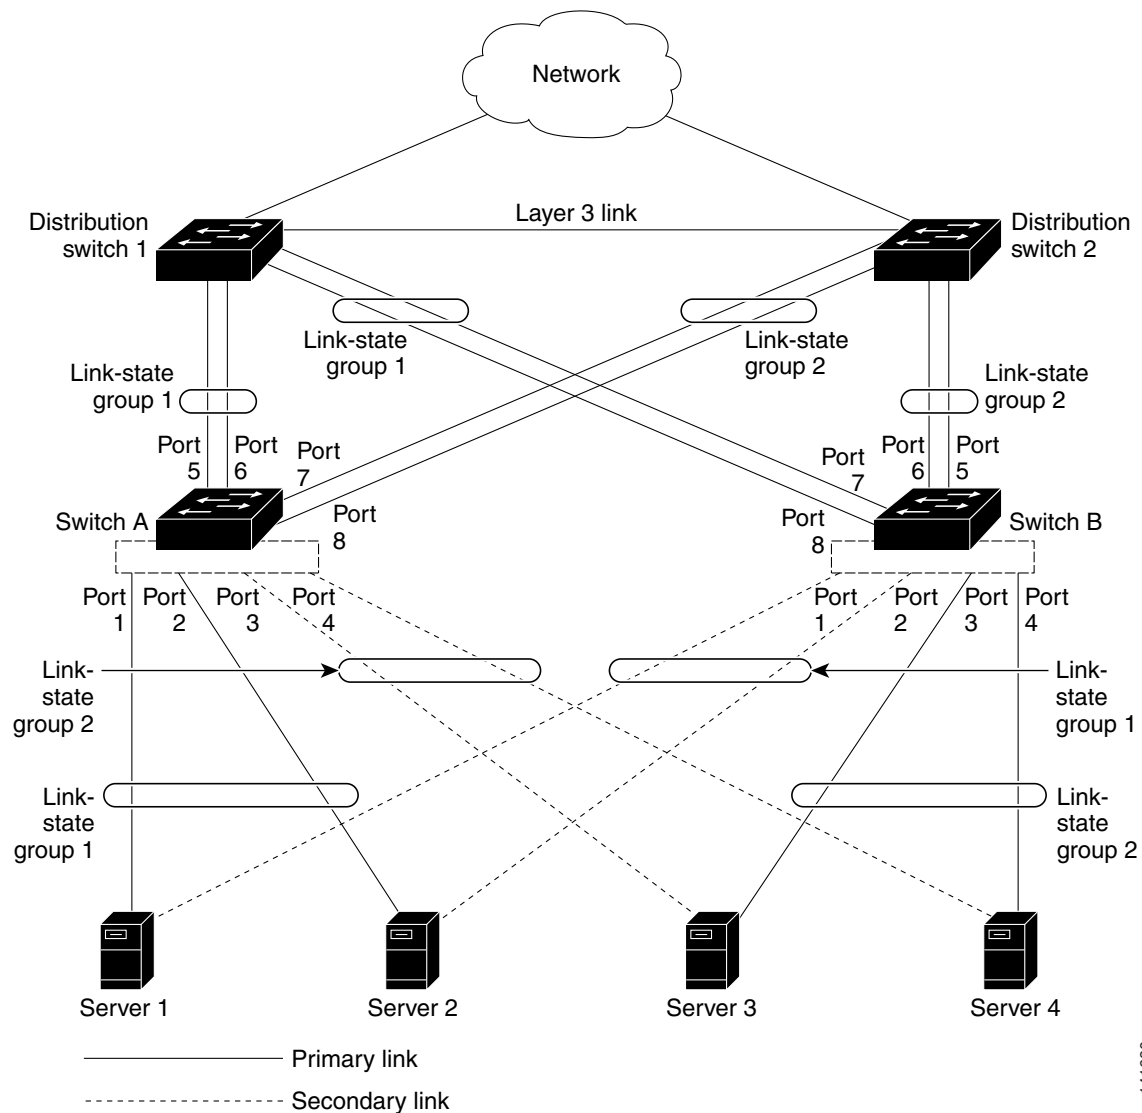 Network
Layer 3 link
Distribution
switch 1
Distribution
switch 2
Link-state
group 1
Link-state
group 2
Link-state
group 1
Link-state
group 2
Port
5
Port
6
Port
7
Port
8
Port
7
Port
6
Port
5
Port
8
Switch A
Switch B
Port
1
Port
2
Port
3
Port
4
Port
1
Port
2
Port
3
Port
4
Link-
state
group 2
Link-
state
group 1
Link-
state
group 1
Link-
state
group 2
Server 1
Server 2
Server 3
Server 4
Primary link
Secondary link